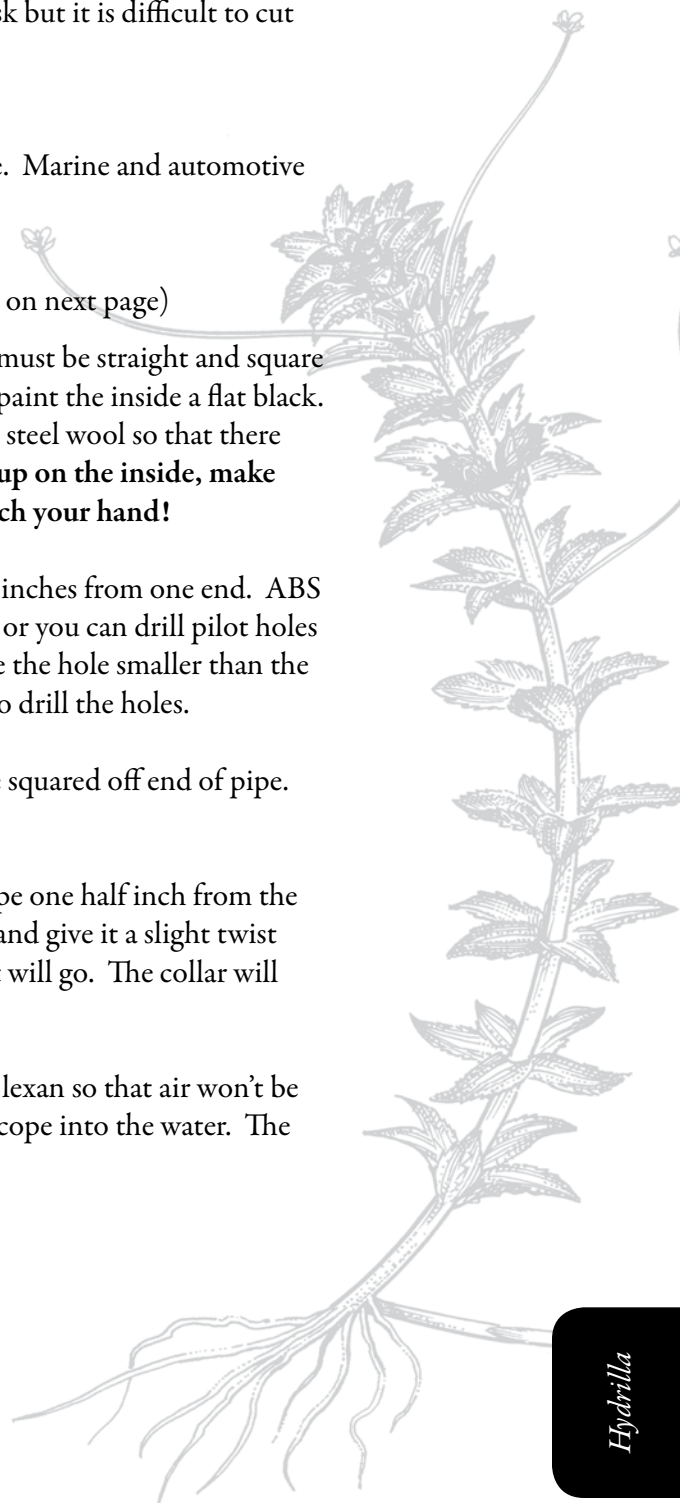 but it is difficult to cut
Marine and automotive
on next page)
must be straight and square
paint the inside a flat black.
steel wool so that there
up on the inside, make
your hand!
inches from one end. ABS
or you can drill pilot holes
the hole smaller than the
drill the holes.
squared off end of pipe.
one half inch from the
and give it a slight twist
will go. The collar will
lexan so that air won't be
into the water. The
Hydrilla